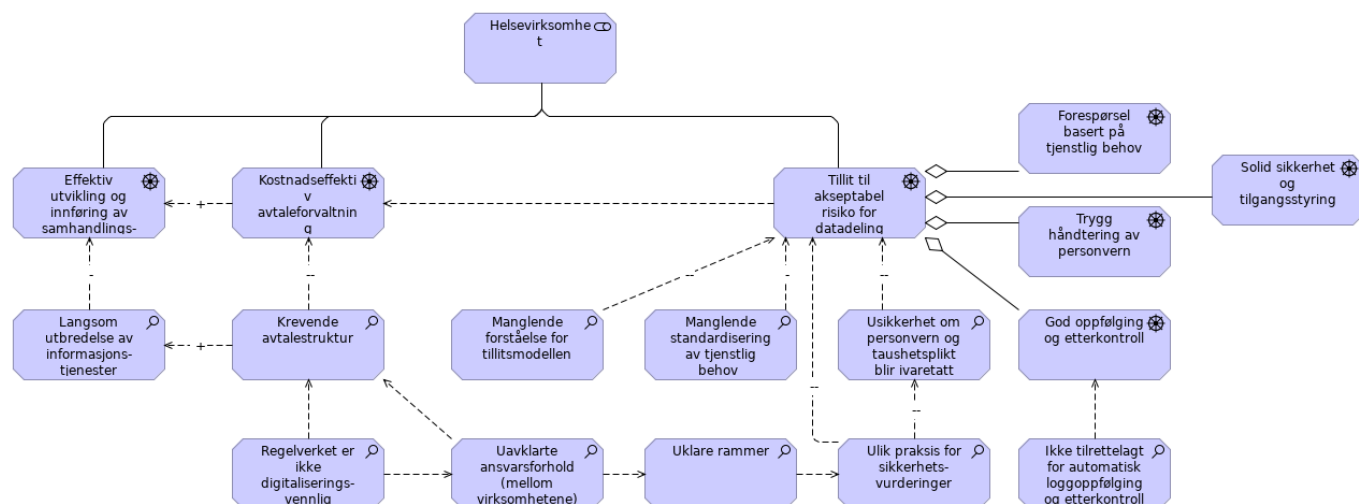 Helsevirksomhe
t
Forespørsel
basert på
tjenstlig behov
Effektiv
utvikling og
innføring av
samhandlings-
Kostnadseffekti
v
avtaleforvaltnin
g
Tillit til
akseptabel
risiko for
datadeling
Solid sikkerhet
og
tilgangsstyring
+
Trygg
håndtering av
personvern
-
--
--
-
--
Langsom
utbredelse av
informasjons-
tjenester
Krevende
avtalestruktur
Manglende
forståelse for
tillitsmodellen
Manglende
standardisering
av tjenstlig
behov
Usikkerhet om
personvern og
taushetsplikt
blir ivaretatt
God oppfølging
og etterkontroll
+
--
--
Regelverket er
ikke
digitaliserings-
vennlig
Uavklarte
ansvarsforhold
(mellom
virksomhetene)
Uklare rammer
Ulik praksis for
sikkerhets-
vurderinger
Ikke tilrettelagt
for automatisk
loggoppfølging
og etterkontroll